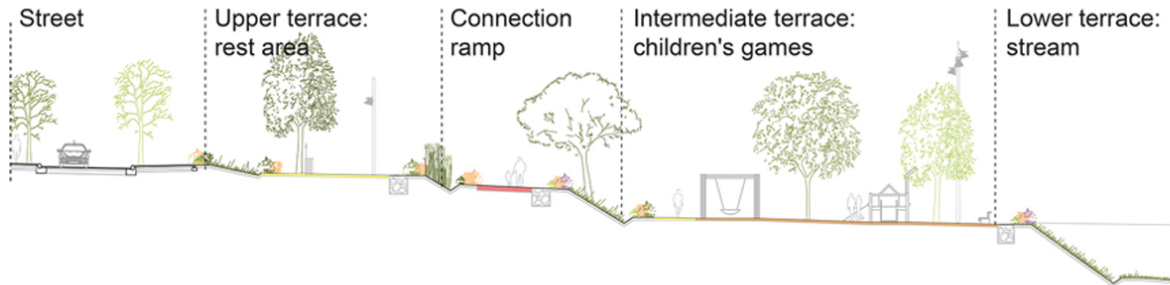 Street
Upper terrace:
rest area
Connection
ramp
Intermediate terrace:
children's games
Lower terrace:
stream